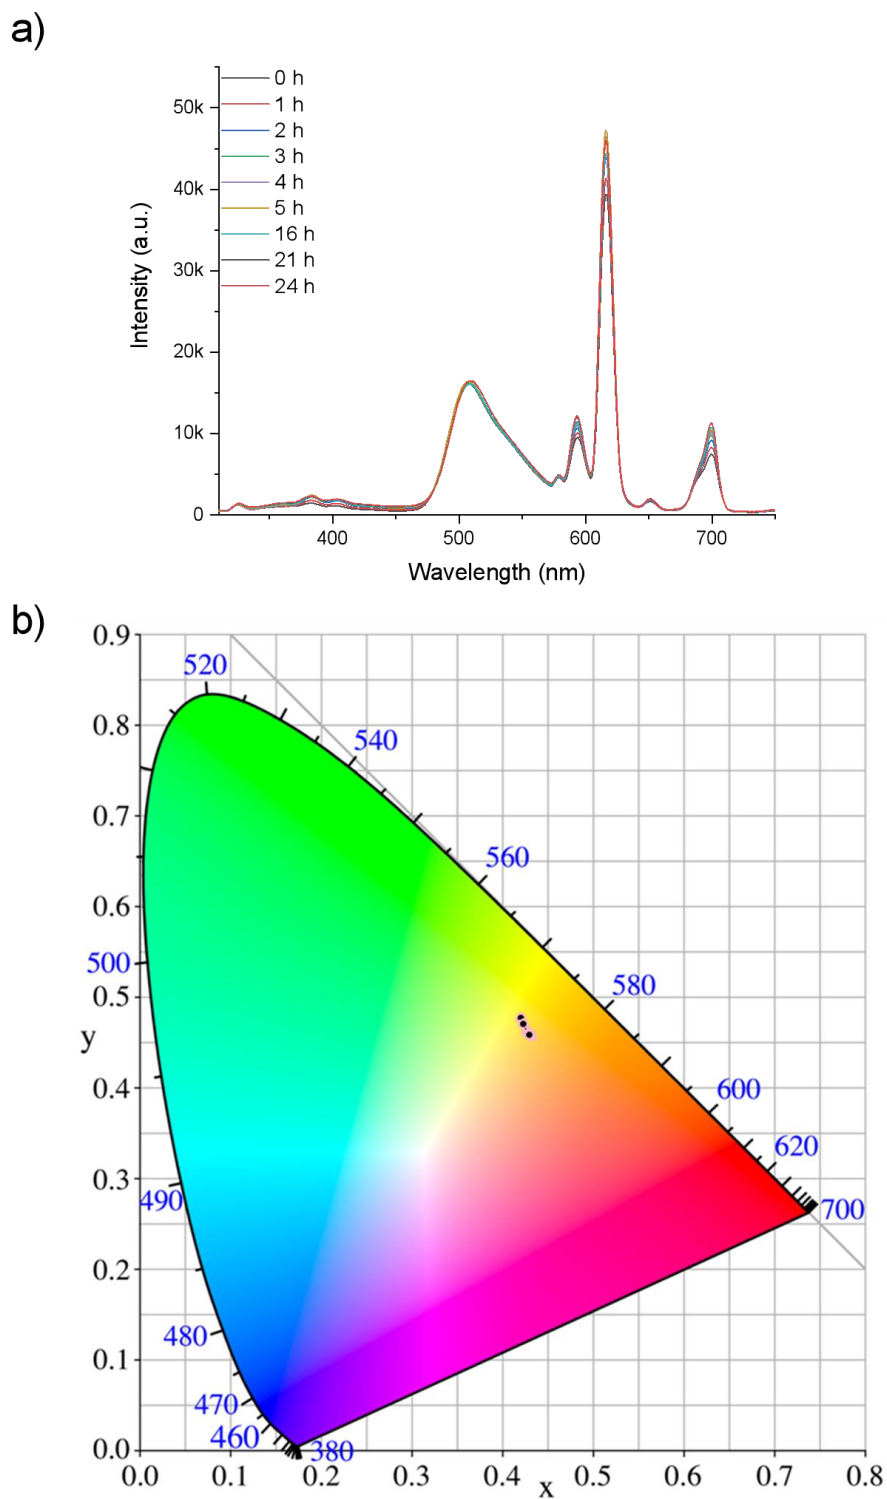 a)
0 h
1 h
2 h
3 h
4 h
5 h
16 h
21 h
24 h
50k
40k
30k
20k
10k
0
Intensity (a.u.)
400 500 600 700
Wavelength (nm)
b)
0.9
0.8
0.7
0.6
0.5
y
0.4
0.3
0.2
0.1
0.0
520
540
560
500
580
600
620
490
700
480
470
460
380
0.0 0.1 0.2 0.3 0.4 0.5 0.6 0.7 0.8
x